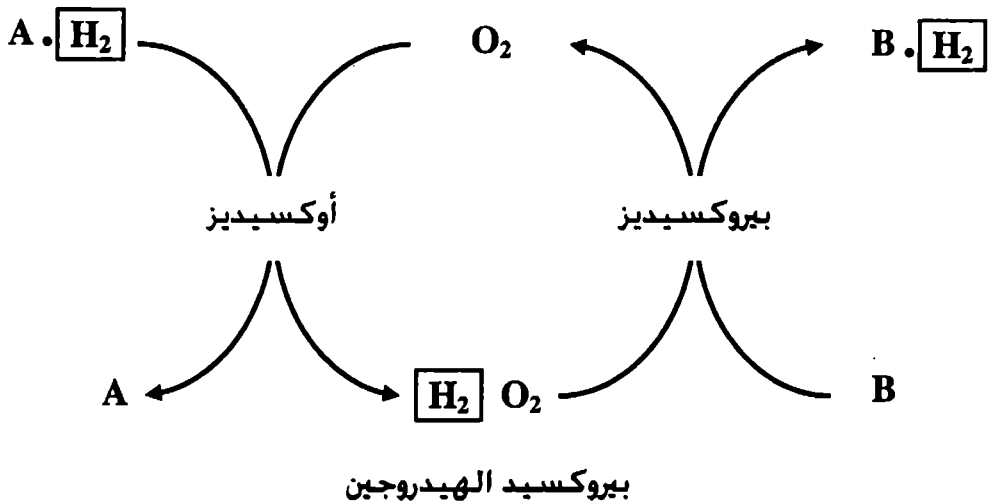 A . H₂ O₂ B . H₂
أوكسيديز بيروكسيديز
A H₂ O₂ B
بيروكسيد الهيدروجين